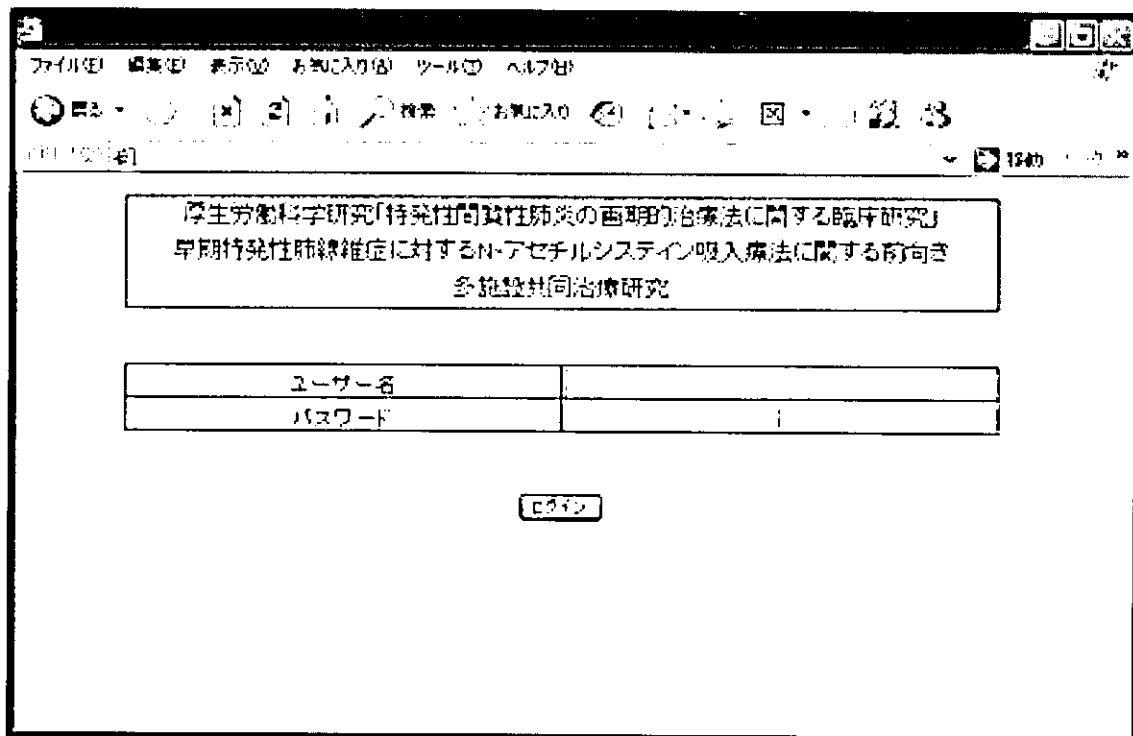 ファイル(F) 編集(E) 表示(V) お気に入り(A) ツール(T) ヘルプ(H)
戻る 検索 お気に入り
移動
厚生労働科学研究「特発性間質性肺炎の画期的治療法に関する臨床研究」
早期特発性肺線維症に対するN-アセチルシステイン吸入療法に関する前向き
多施設共同治療研究
ユーザー名
パスワード
ログイン